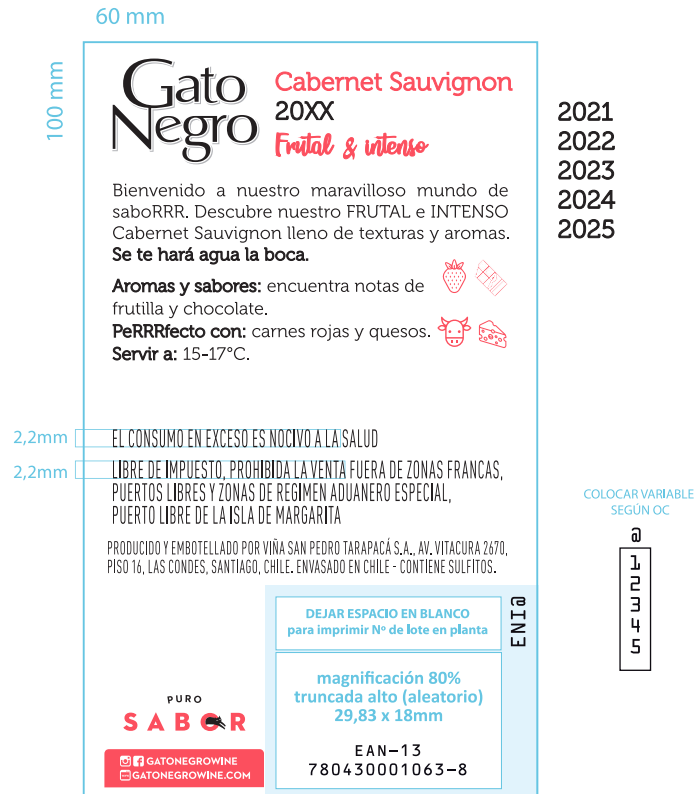 60 mm
100 mm
Gato
Negro
Cabernet Sauvignon
20XX
Frutal & intenso
2021
2022
2023
2024
2025
Bienvenido a nuestro maravilloso mundo de
saboRRR. Descubre nuestro FRUTAL e INTENSO
Cabernet Sauvignon lleno de texturas y aromas.
Se te hará agua la boca.
Aromas y sabores: encuentra notas de
frutilla y chocolate.
PeRRRfecto con: carnes rojas y quesos.
Servir a: 15-17°C.
2,2mm
EL CONSUMO EN EXCESO ES NOCIVO A LA SALUD
2,2mm
LIBRE DE IMPUESTO, PROHIBIDA LA VENTA FUERA DE ZONAS FRANCAS,
PUERTOS LIBRES Y ZONAS DE REGIMEN ADUANERO ESPECIAL,
PUERTO LIBRE DE LA ISLA DE MARGARITA
PRODUCIDO Y EMBOTELLADO POR VIÑA SAN PEDRO TARAPACÁ S.A., AV. VITACURA 2670,
PISO 16, LAS CONDES, SANTIAGO, CHILE. ENVASADO EN CHILE - CONTIENE SULFITOS.
COLOCAR VARIABLE
SEGÚN OC
@
1
2
3
4
5
DEJAR ESPACIO EN BLANCO
para imprimir Nº de lote en planta
ENI@
magnificación 80%
truncada alto (aleatorio)
29,83 x 18mm
EAN-13
780430001063-8
PURO
SABOR
GATONEGROWINE
GATONEGROWINE.COM